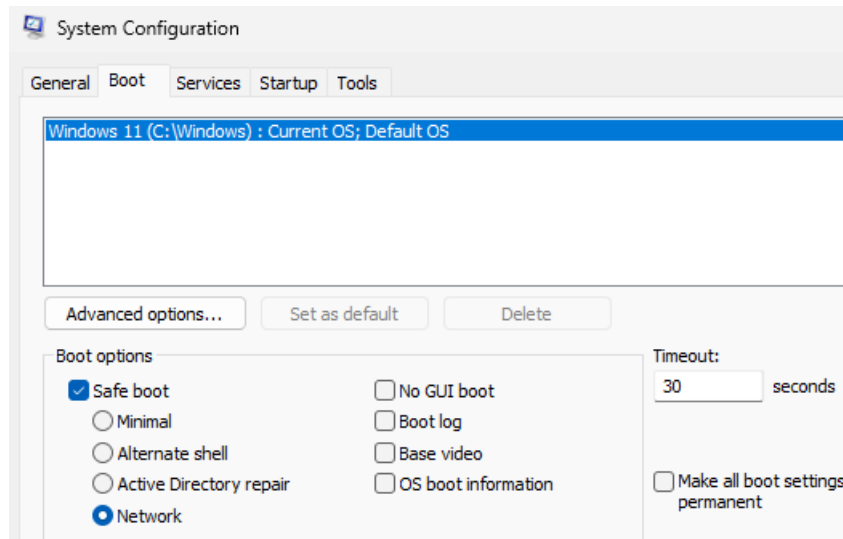 System Configuration
General Boot Services Startup Tools
Windows 11 (C:\Windows) : Current OS; Default OS
Advanced options... Set as default Delete
Boot options
Timeout:
Safe boot
No GUI boot
30 seconds
Minimal
Boot log
Alternate shell
Base video
Active Directory repair
OS boot information
Make all boot settings
permanent
Network